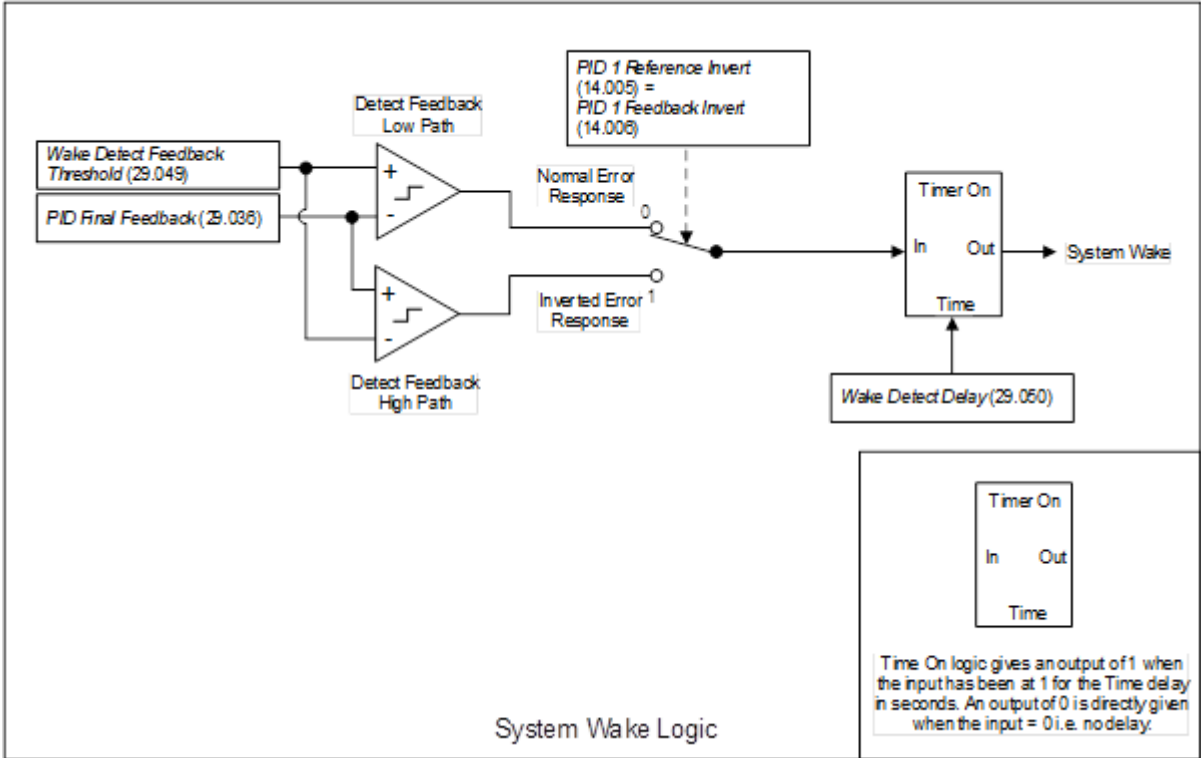 PID 1 Reference Invert
(14.005) =
PID 1 Feedback Invert
(14.006)
Detect Feedback
Low Path
Wake Detect Feedback
Threshold (29.049)
PID Final Feedback (29.036)
+
-
Normal Error
Response
0
Timer On
In Out
Time
System Wake
+
-
Inverted Error
Response
1
Detect Feedback
High Path
Wake Detect Delay (29.050)
Timer On
In Out
Time
Time On logic gives an output of 1 when
the input has been at 1 for the Time delay
in seconds. An output of 0 is directly given
when the input = 0 i.e. no delay.
System Wake Logic